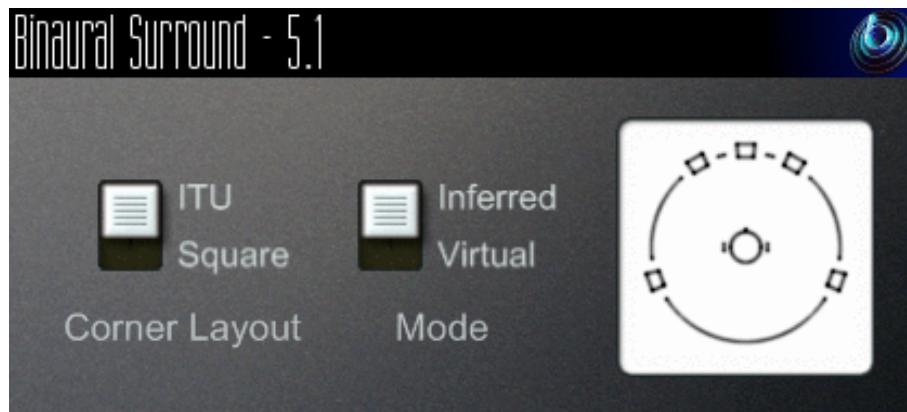 Binaural Surround - 5.1
ITU
Square
Corner Layout
Inferred
Virtual
Mode